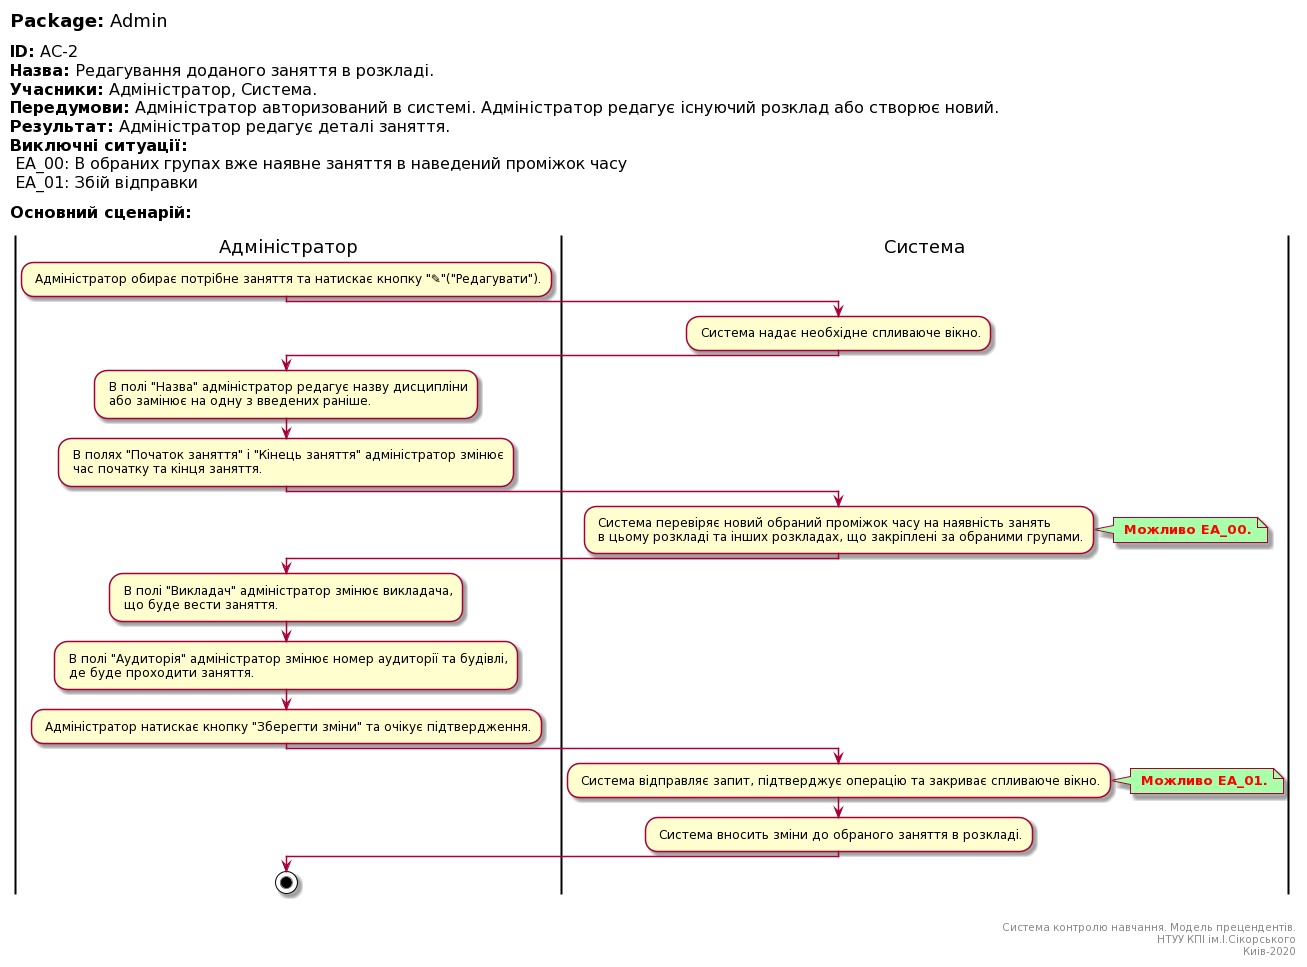 Package: Admin
ID: AC-2
Назва: Редагування доданого заняття в розкладі.
Учасники: Адміністратор, Система.
Передумови: Адміністратор авторизований в системі. Адміністратор редагує існуючий розклад або створює новий.
Результат: Адміністратор редагує деталі заняття.
Виключні ситуації:
EA_00: В обраних групах вже наявне заняття в наведений проміжок часу
EA_01: Збій відправки
Основний сценарій:
Адміністратор
Система
Адміністратор обирає потрібне заняття та натискає кнопку "✎"("Редагувати").
Система надає необхідне спливаюче вікно.
В полі "Назва" адміністратор редагує назву дисципліни
або замінює на одну з введених раніше.
В полях "Початок заняття" і "Кінець заняття" адміністратор змінює
час початку та кінця заняття.
Система перевіряє новий обраний проміжок часу на наявність занять
в цьому розкладі та інших розкладах, що закріплені за обраними групами.
Можливо EA_00.
В полі "Викладач" адміністратор змінює викладача,
що буде вести заняття.
В полі "Аудиторія" адміністратор змінює номер аудиторії та будівлі,
де буде проходити заняття.
Адміністратор натискає кнопку "Зберегти зміни" та очікує підтвердження.
Система відправляє запит, підтверджує операцію та закриває спливаюче вікно.
Можливо EA_01.
Система вносить зміни до обраного заняття в розкладі.
Система контролю навчання. Модель прецендентів.
НТУУ КПІ ім.І.Сікорського
Киів-2020